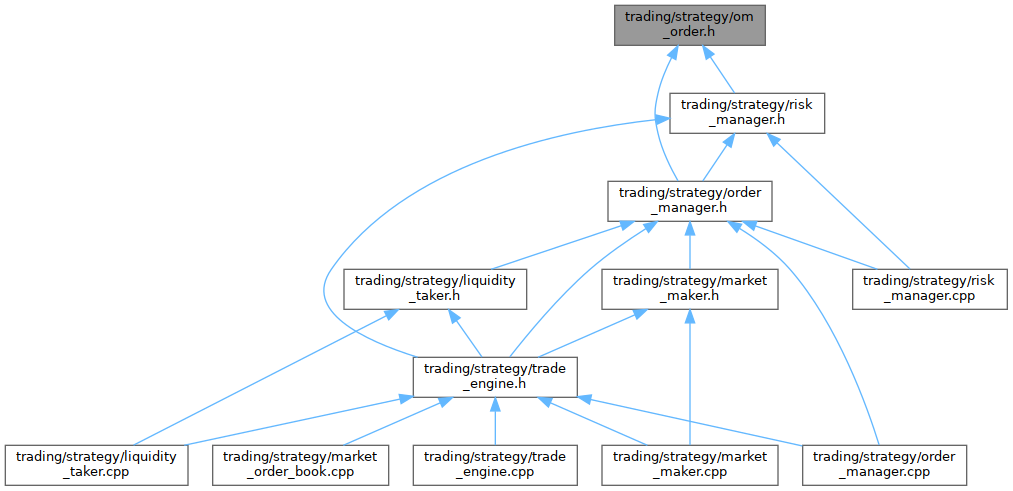 trading/strategy/om
_order.h
trading/strategy/risk
_manager.h
trading/strategy/order
_manager.h
trading/strategy/liquidity
_taker.h
trading/strategy/market
_maker.h
trading/strategy/risk
_manager.cpp
trading/strategy/trade
_engine.h
trading/strategy/liquidity
_taker.cpp
trading/strategy/market
_order_book.cpp
trading/strategy/trade
_engine.cpp
trading/strategy/market
_maker.cpp
trading/strategy/order
_manager.cpp